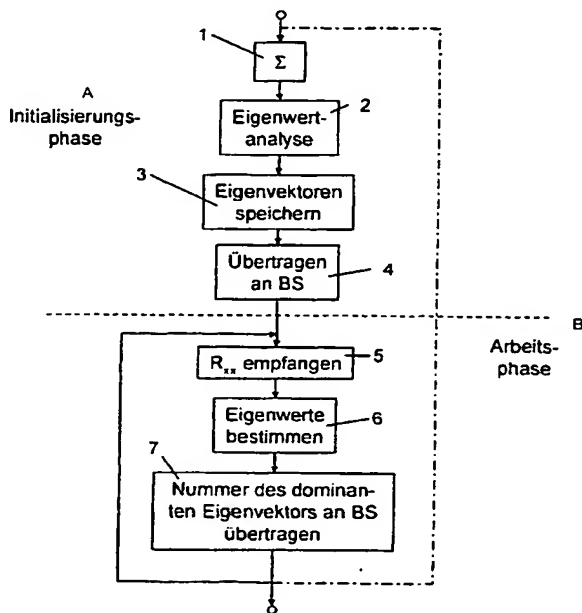 1
Σ
A
Initialisierungs-
phase
2
Eigenwert-
analyse
3
Eigenvektoren
speichern
Übertragen
an BS
4
B
Arbeits-
phase
R_xx empfangen
5
Eigenwerte
bestimmen
6
7
Nummer des dominan-
ten Eigenvektors an BS
übertragen